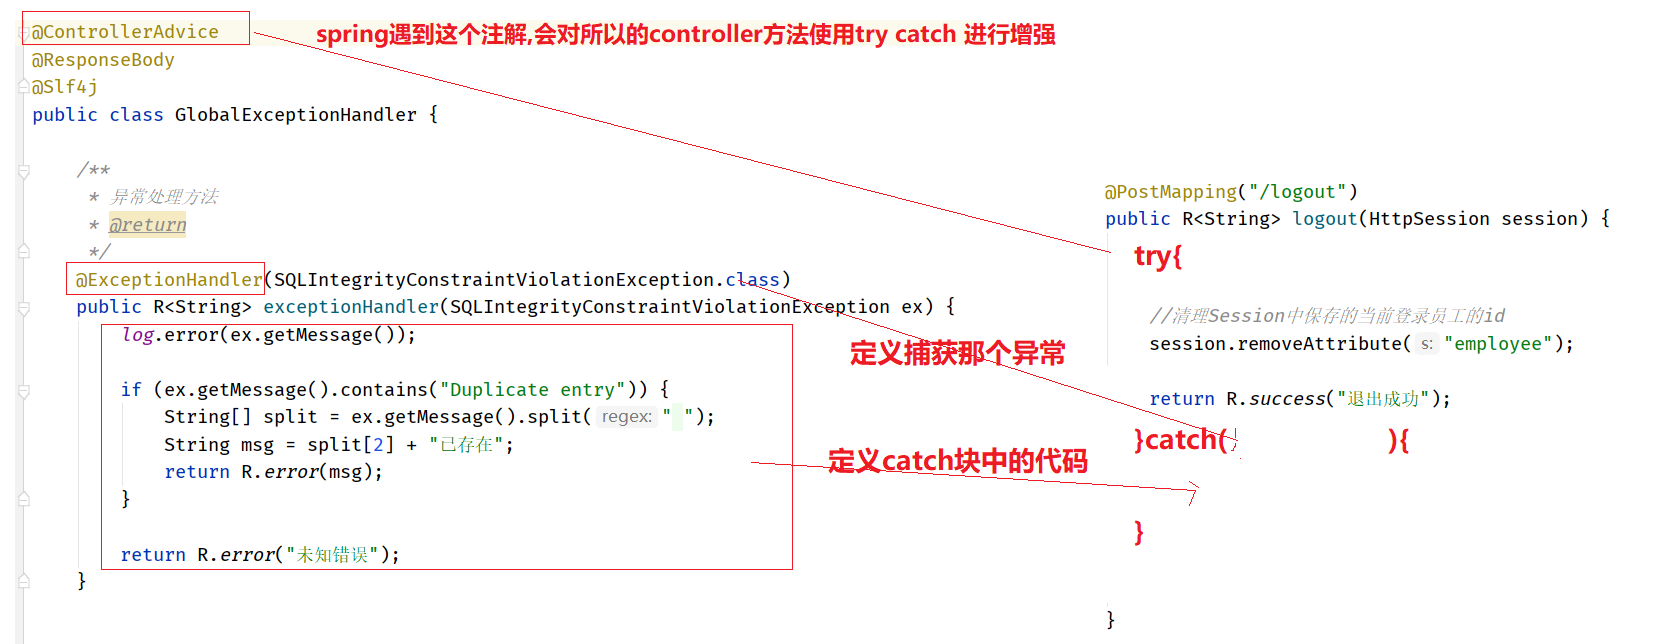 @ControllerAdvice
spring遇到这个注解,会对所以的controller方法使用try catch 进行增强
@ResponseBody
@Slf4j
public class GlobalExceptionHandler {
/**
* 异常处理方法
* @return
*/
@ExceptionHandler(SQLIntegrityConstraintViolationException.class)
public R<String> exceptionHandler(SQLIntegrityConstraintViolationException ex) {
log.error(ex.getMessage());
if (ex.getMessage().contains("Duplicate entry")) {
String[] split = ex.getMessage().split( regex: " ");
String msg = split[2] + "已存在";
return R.error(msg);
}
return R.error("未知错误");
}
定义捕获那个异常
定义catch块中的代码
@PostMapping("/logout")
public R<String> logout(HttpSession session) {
try{
//清理Session中保存的当前登录员工的id
session.removeAttribute( s: "employee");
return R.success("退出成功");
}catch( ){
}
}